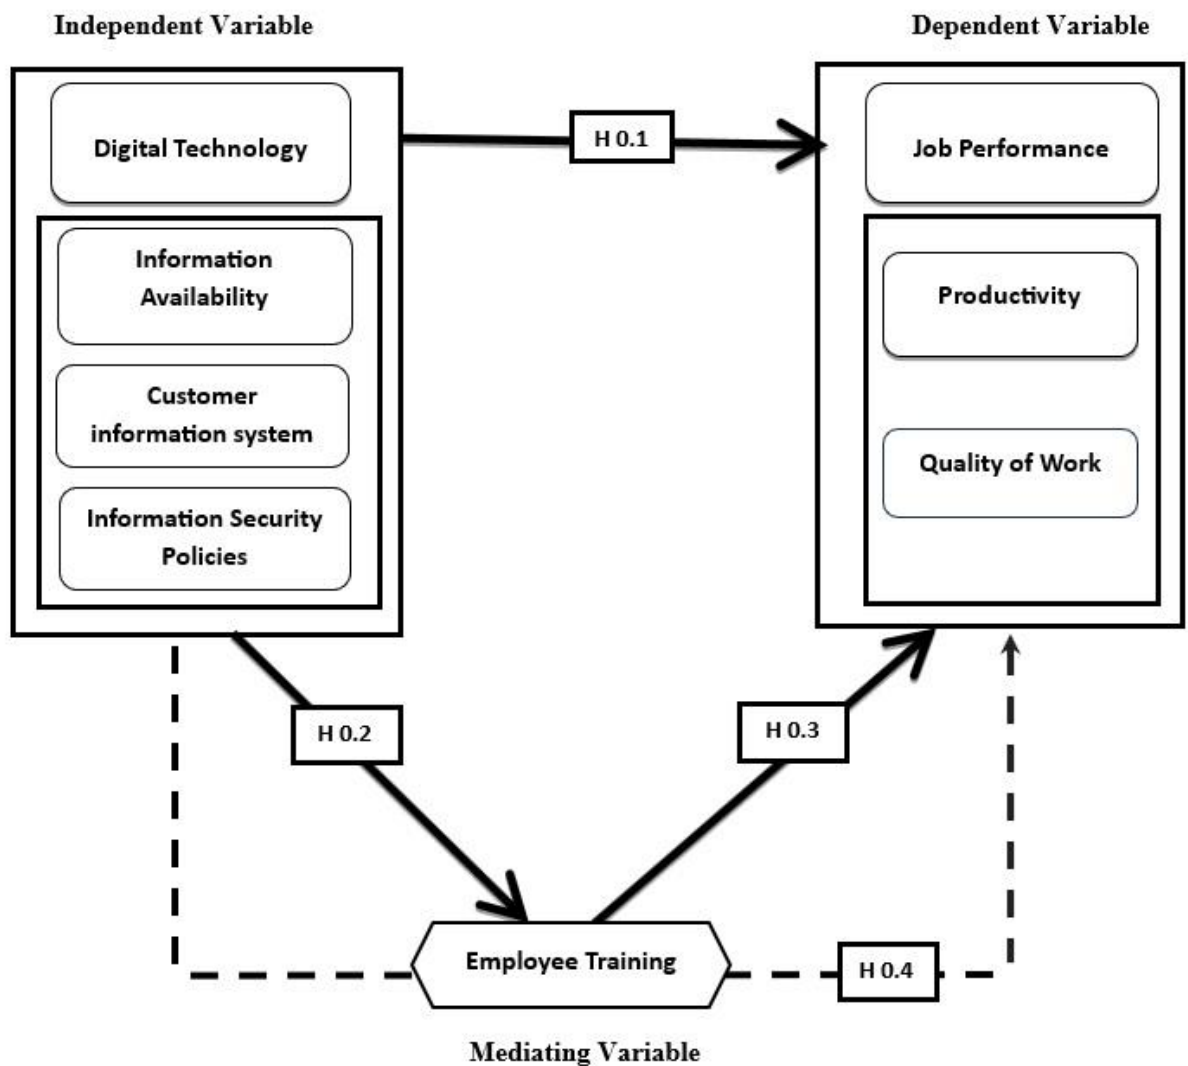 Independent Variable
Dependent Variable
Digital Technology
H 0.1
Job Performance
Information
Availability
Productivity
Customer
information system
Quality of Work
Information Security
Policies
H 0.2
H 0.3
Employee Training
H 0.4
Mediating Variable